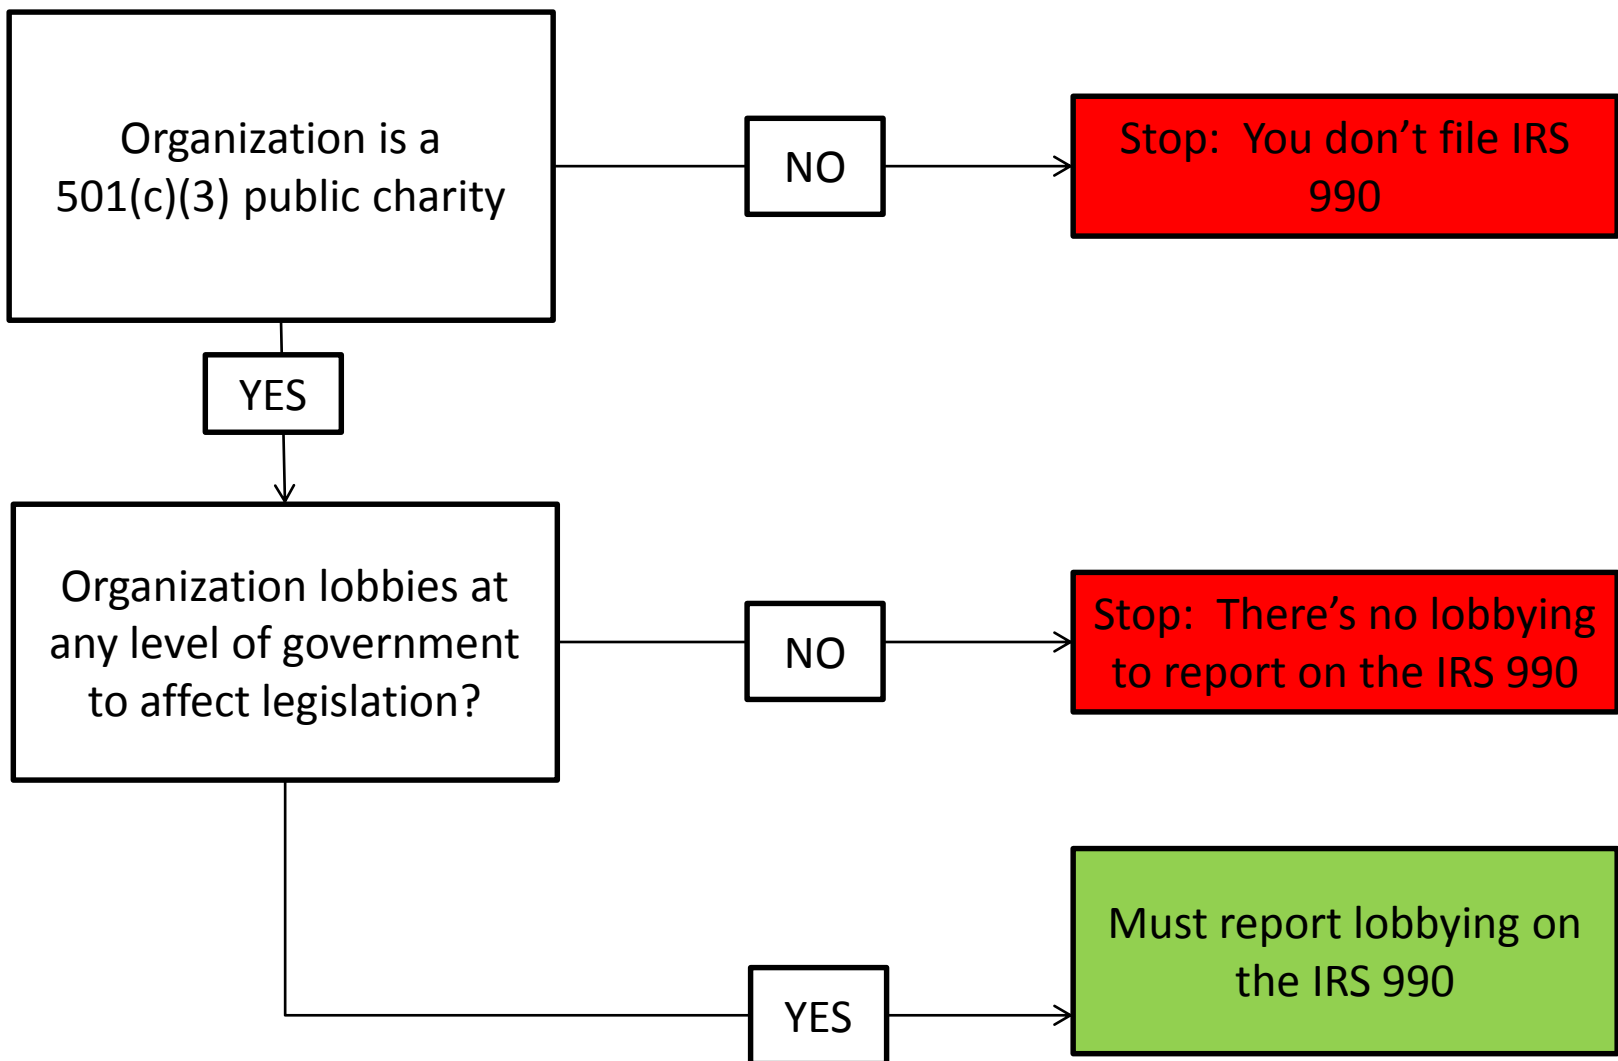 Organization is a
501(c)(3) public charity
NO
Stop:  You don’t file IRS
990
YES
Organization lobbies at
any level of government
to affect legislation?
NO
Stop:  There’s no lobbying
to report on the IRS 990
YES
Must report lobbying on
the IRS 990